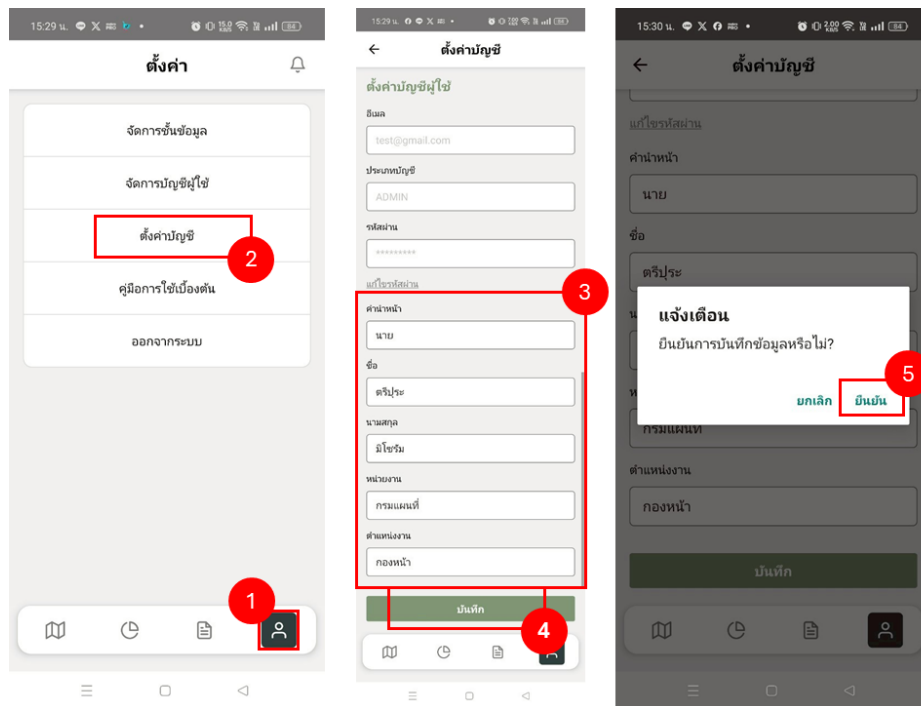 15:29 น.
15.0 KB/S
84
ตั้งค่า
จัดการชั้นข้อมูล
จัดการบัญชีผู้ใช้
ตั้งค่าบัญชี
2
คู่มือการใช้เบื้องต้น
ออกจากระบบ
1
15:29 น.
ตั้งค่าบัญชี
ตั้งค่าบัญชีผู้ใช้
อีเมล
test@gmail.com
ประเภทบัญชี
ADMIN
รหัสผ่าน
*********
แก้ไขรหัสผ่าน
3
คำนำหน้า
นาย
ชื่อ
ตรีปุระ
นามสกุล
มิโซรัม
หน่วยงาน
กรมแผนที่
ตำแหน่งงาน
กองหน้า
บันทึก
4
15:30 น.
84
ตั้งค่าบัญชี
แก้ไขรหัสผ่าน
คำนำหน้า
นาย
ชื่อ
ตรีปุระ
แจ้งเตือน
ยืนยันการบันทึกข้อมูลหรือไม่?
5
ยกเลิก ยืนยัน
กรมแผนที่
ตำแหน่งงาน
กองหน้า
บันทึก